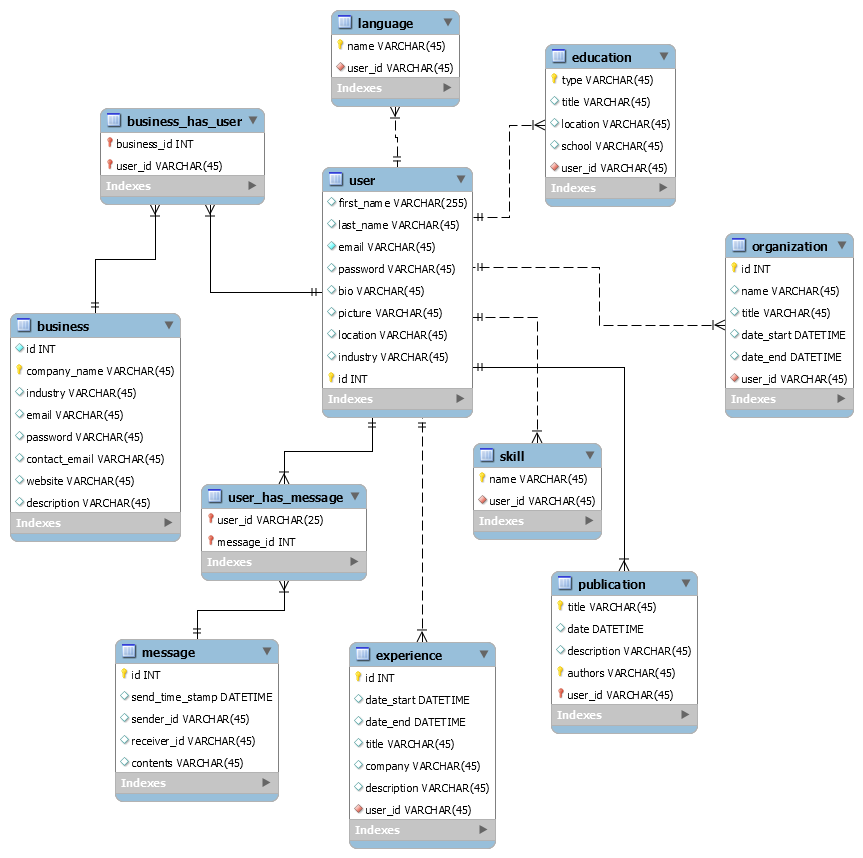 language
name VARCHAR(45)
user_id VARCHAR(45)
Indexes
education
type VARCHAR(45)
title VARCHAR(45)
location VARCHAR(45)
school VARCHAR(45)
user_id VARCHAR(45)
Indexes
business_has_user
business_id INT
user_id VARCHAR(45)
Indexes
user
first_name VARCHAR(255)
last_name VARCHAR(45)
email VARCHAR(45)
password VARCHAR(45)
bio VARCHAR(45)
picture VARCHAR(45)
location VARCHAR(45)
industry VARCHAR(45)
id INT
Indexes
organization
id INT
name VARCHAR(45)
title VARCHAR(45)
date_start DATETIME
date_end DATETIME
user_id VARCHAR(45)
Indexes
business
id INT
company_name VARCHAR(45)
industry VARCHAR(45)
email VARCHAR(45)
password VARCHAR(45)
contact_email VARCHAR(45)
website VARCHAR(45)
description VARCHAR(45)
Indexes
skill
name VARCHAR(45)
user_id VARCHAR(45)
Indexes
user_has_message
user_id VARCHAR(25)
message_id INT
Indexes
publication
title VARCHAR(45)
date DATETIME
description VARCHAR(45)
authors VARCHAR(45)
user_id VARCHAR(45)
Indexes
message
id INT
send_time_stamp DATETIME
sender_id VARCHAR(45)
receiver_id VARCHAR(45)
contents VARCHAR(45)
Indexes
experience
id INT
date_start DATETIME
date_end DATETIME
title VARCHAR(45)
company VARCHAR(45)
description VARCHAR(45)
user_id VARCHAR(45)
Indexes